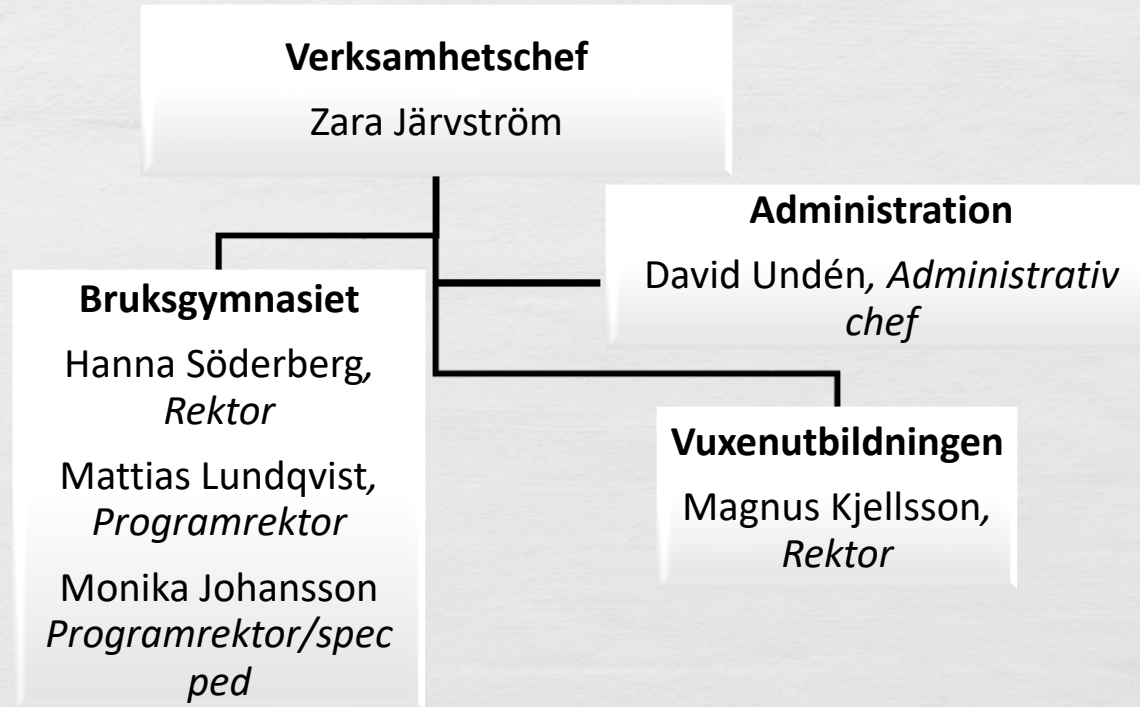 Verksamhetschef
Zara Järvström
Administration
David Undén, Administrativ
chef
Bruksgymnasiet
Hanna Söderberg,
Rektor
Mattias Lundqvist,
Programrektor
Monika Johansson
Programrektor/spec
ped
Vuxenutbildningen
Magnus Kjellsson,
Rektor